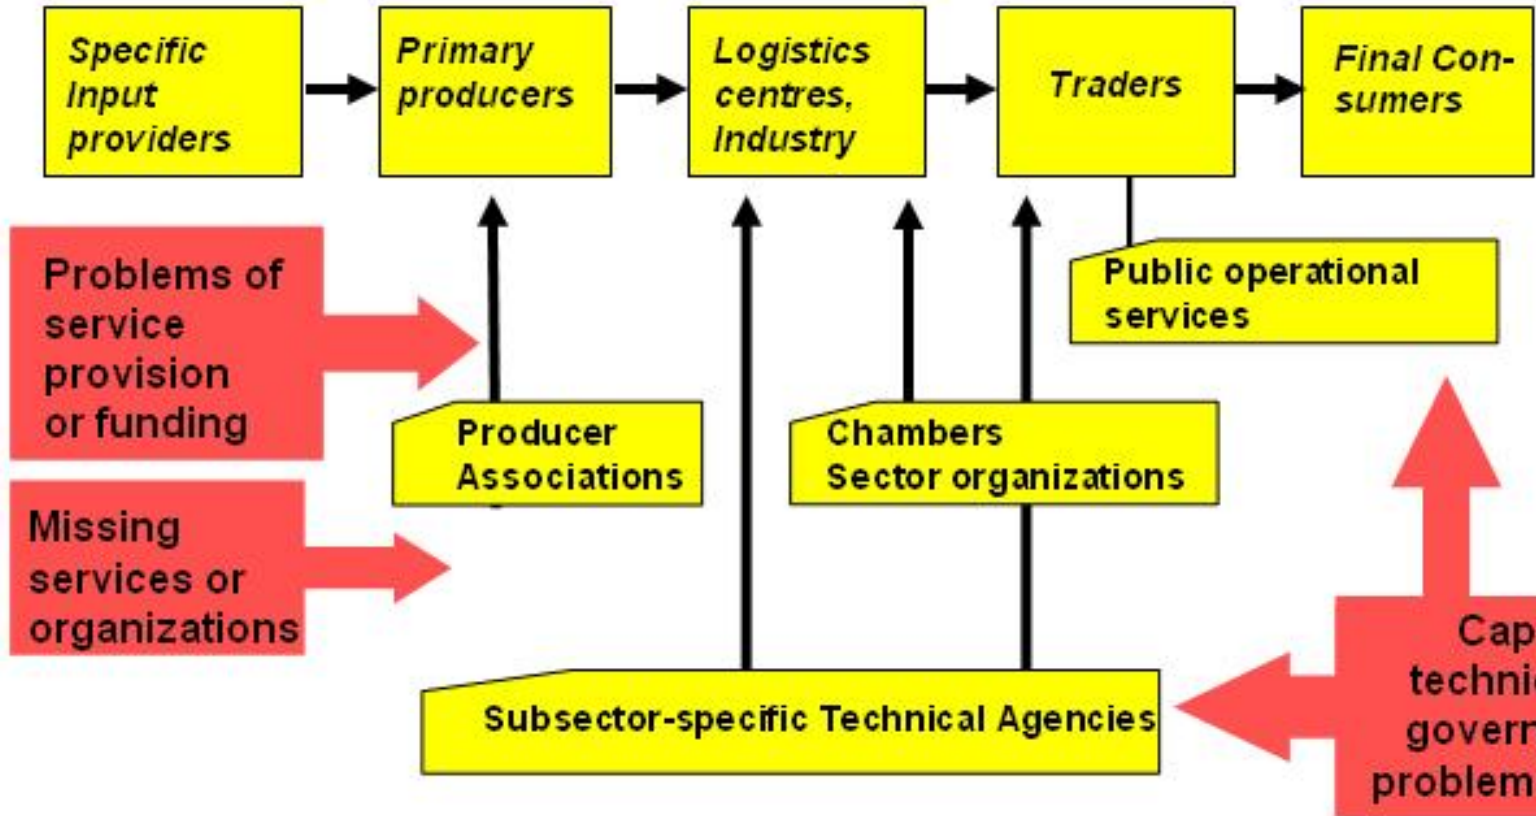 Specific
Input
providers
Primary
producers
Logistics
centres,
Industry
Traders
Final Con-
sumers
Problems of
service
provision
or funding
Public operational
services
Producer
Associations
Chambers
Sector organizations
Missing
services or
organizations
Subsector-specific Technical Agencies
problem